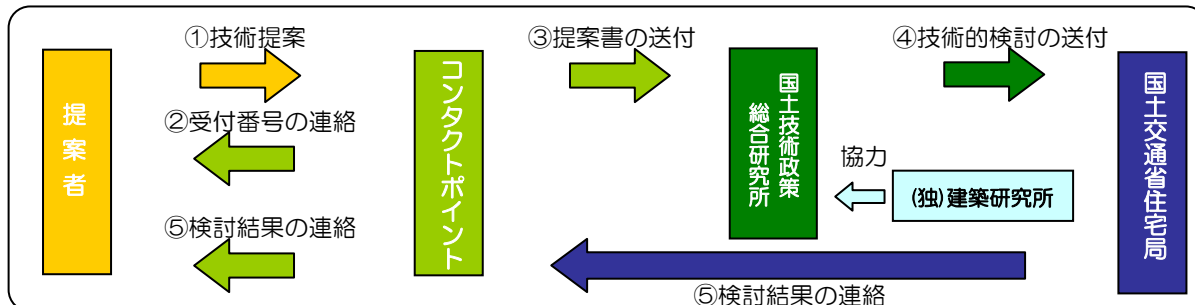 ①技術提案
③提案書の送付
④技術的検討の送付
提案者
コンタクトポイント
国土技術政策
総合研究所
国土交通省住宅局
②受付番号の連絡
協力
(独)建築研究所
⑤検討結果の連絡
⑤検討結果の連絡